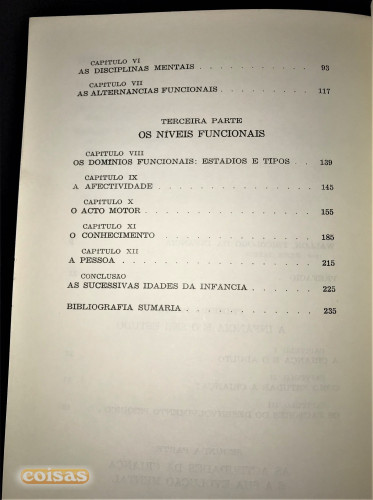 CAPITULO VI
AS DISCIPLINAS MENTAIS . . . . . . . . . . . 93
CAPITULO VII
AS ALTERNANCIAS FUNCIONAIS . . . . . . . . . 117
TERCEIRA PARTE
OS NÍVEIS FUNCIONAIS
CAPITULO VIII
OS DOMINIOS FUNCIONAIS: ESTADIOS E TIPOS . . . 139
CAPITULO IX
A AFECTIVIDADE . . . . . . . . . . . . . 145
CAPITULO X
O ACTO MOTOR . . . . . . . . . . . . . . 155
CAPITULO XI
O CONHECIMENTO . . . . . . . . . . . . . 185
CAPITULO XII
A PESSOA . . . . . . . . . . . . . . . . 215
CONCLUSÃO
AS SUCESSIVAS IDADES DA INFANCIA . . . . . . . 225
BIBLIOGRAFIA SUMARIA . . . . . . . . . . . 235
coisas